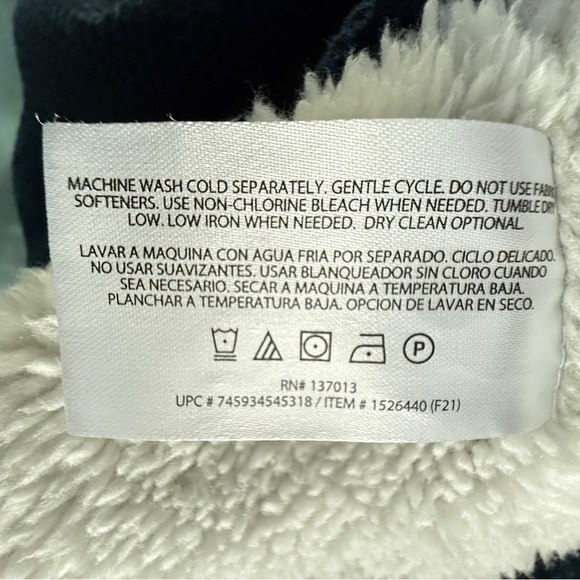 MACHINE WASH COLD SEPARATELY. GENTLE CYCLE. DO NOT USE FABRI
SOFTENERS. USE NON-CHLORINE BLEACH WHEN NEEDED. TUMBLE DRY
LOW. LOW IRON WHEN NEEDED. DRY CLEAN OPTIONAL.
LAVAR A MAQUINA CON AGUA FRIA POR SEPARADO. CICLO DELICADO.
NO USAR SUAVIZANTES. USAR BLANQUEADOR SIN CLORO CUANDO
SEA NECESARIO. SECAR A MAQUINA A TEMPERATURA BAJA.
PLANCHAR A TEMPERATURA BAJA. OPCION DE LAVAR EN SECO.
P
RN# 137013
UPC # 745934545318 / ITEM # 1526440 (F21)